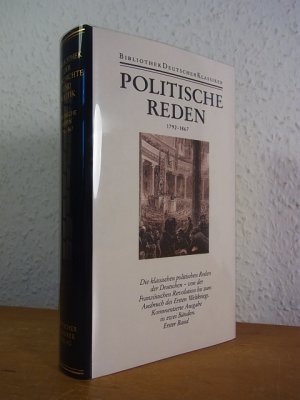 BIBLIOTHEK DEUTSCHER KLASSIKER
POLITISCHE
REDEN
1792-1867
Die klassischen politischen Reden
der Deutschen – von der
Französischen Revolution bis zum
Ausbruch des Ersten Weltkriegs.
Kommentierte Ausgabe
in zwei Bänden.
Erster Band